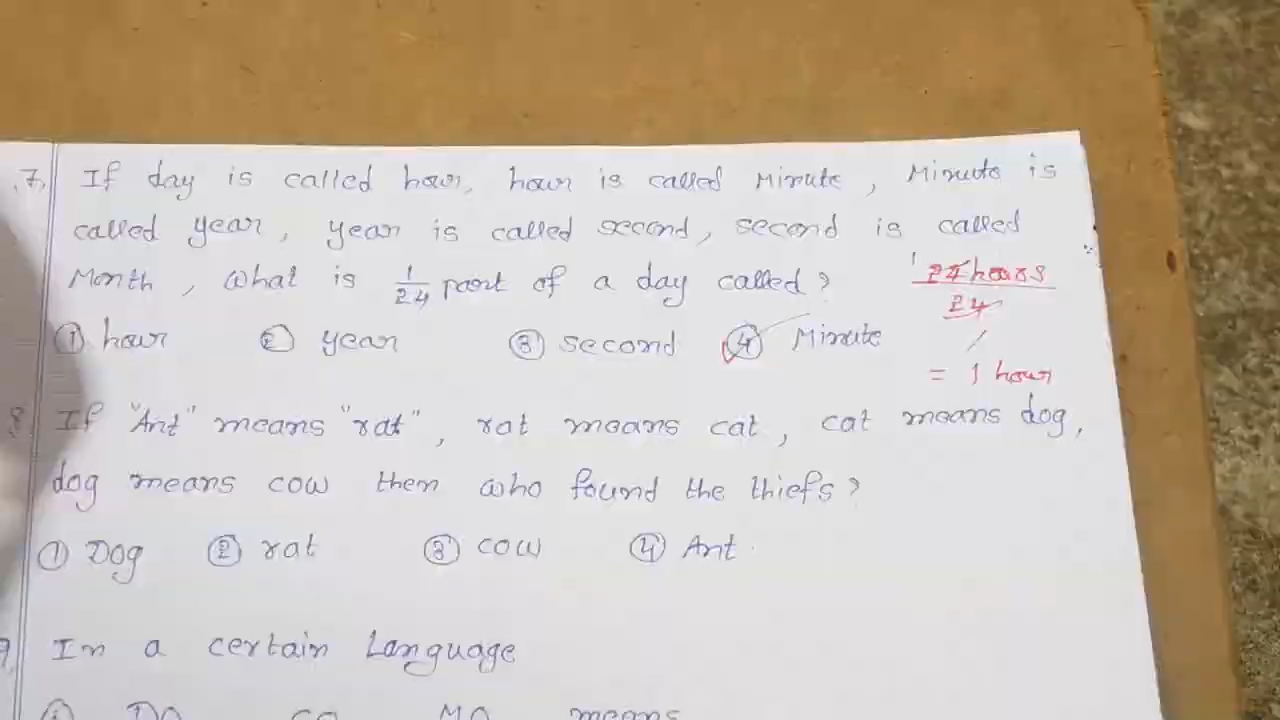 7. If day is called hour, hour is called Minute, Minute is
called year, year is called second, second is called
Month, what is 1/24 part of a day called?
24 hours / 24
= 1 hour
① hour ② year ③ second ④ Minute
8. If "Ant" means "rat", rat means cat, cat means dog,
dog means cow then who found the thiefs?
① Dog ② rat ③ cow ④ Ant
9. In a certain Language
means